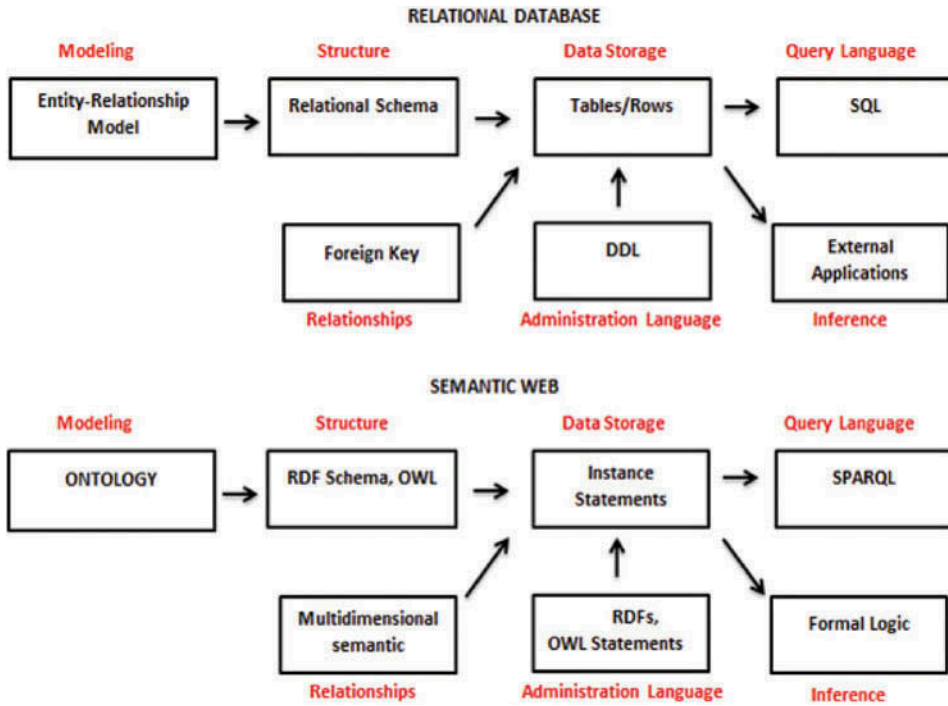 RELATIONAL DATABASE
Modeling
Structure
Data Storage
Query Language
Entity-Relationship
Model
Relational Schema
Tables/Rows
SQL
Foreign Key
DDL
External
Applications
Relationships
Administration Language
Inference
SEMANTIC WEB
Modeling
Structure
Data Storage
Query Language
ONTOLOGY
RDF Schema, OWL
Instance
Statements
SPARQL
Multidimensional
semantic
RDFs,
OWL Statements
Formal Logic
Relationships
Administration Language
Inference